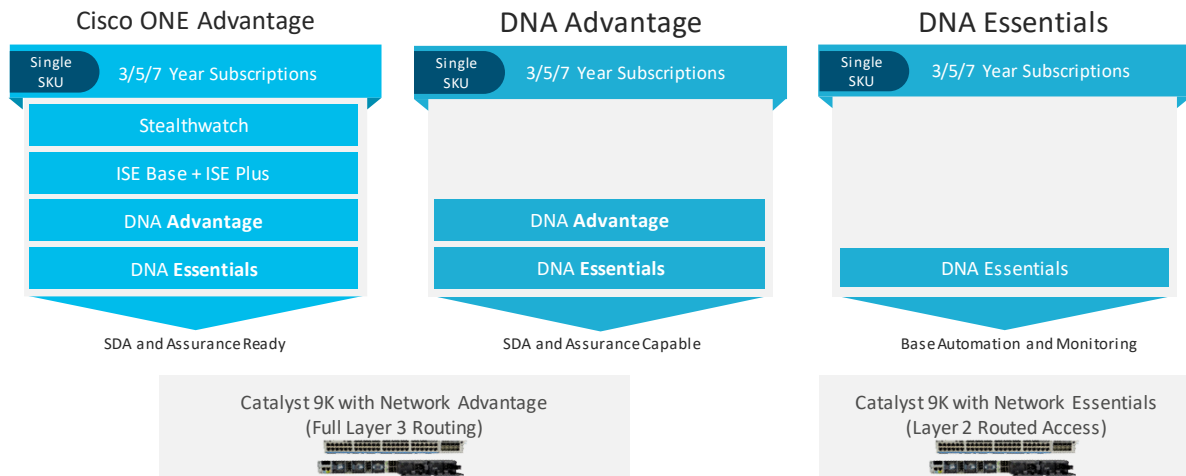 Cisco ONE Advantage
Single
SKU
3/5/7 Year Subscriptions
Stealthwatch
ISE Base + ISE Plus
DNA Advantage
DNA Essentials
SDA and Assurance Ready
DNA Advantage
Single
SKU
3/5/7 Year Subscriptions
DNA Advantage
DNA Essentials
SDA and Assurance Capable
DNA Essentials
Single
SKU
3/5/7 Year Subscriptions
DNA Essentials
Base Automation and Monitoring
Catalyst 9K with Network Advantage
(Full Layer 3 Routing)
Catalyst 9K with Network Essentials
(Layer 2 Routed Access)